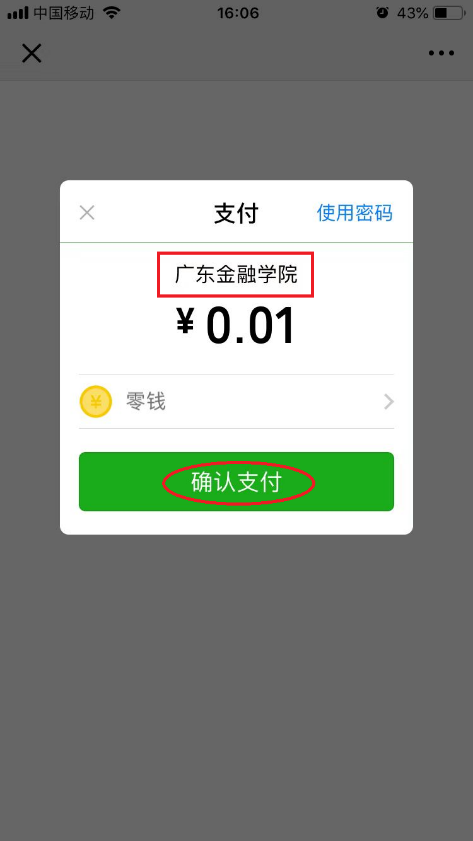 中国移动 16:06 43%
支付 使用密码
广东金融学院
¥ 0.01
¥ 零钱
确认支付